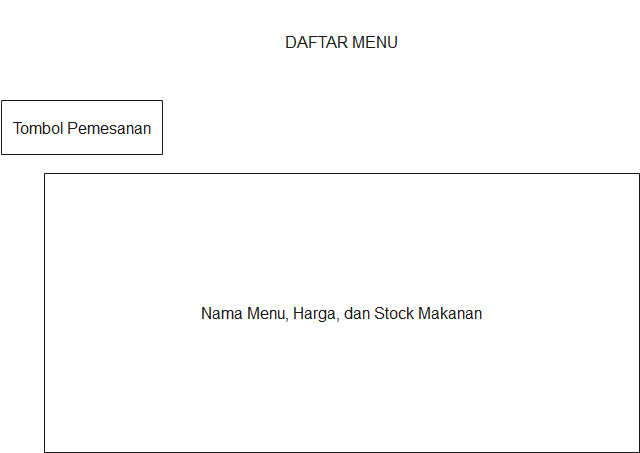 DAFTAR MENU
Tombol Pemesanan
Nama Menu, Harga, dan Stock Makanan